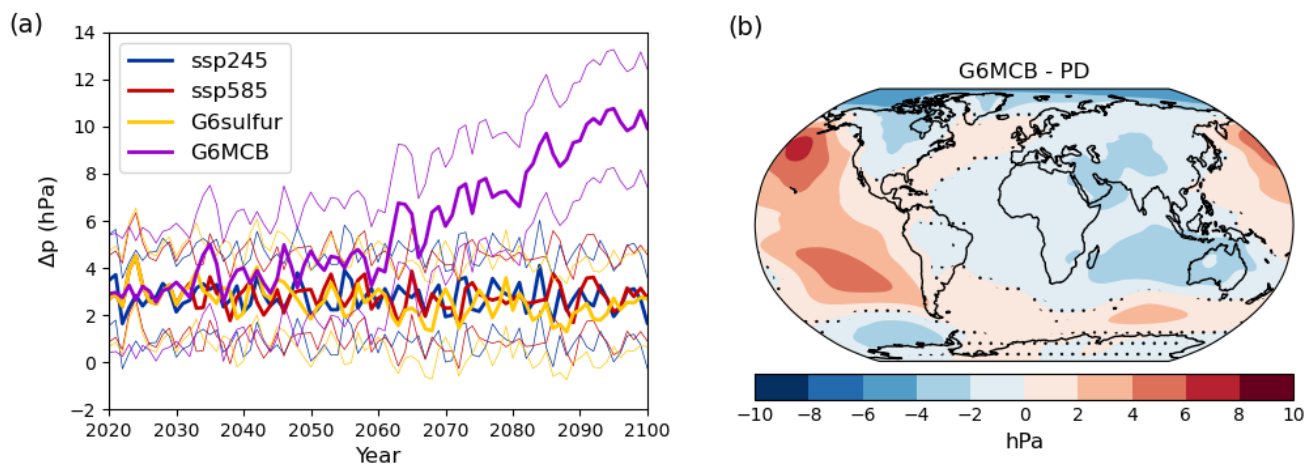 (a)
14
12
10
8
6
4
2
0
−2
Δp (hPa)
ssp245
ssp585
G6sulfur
G6MCB
2020 2030 2040 2050 2060 2070 2080 2090 2100
Year
(b)
G6MCB - PD
−10 −8 −6 −4 −2 0 2 4 6 8 10
hPa